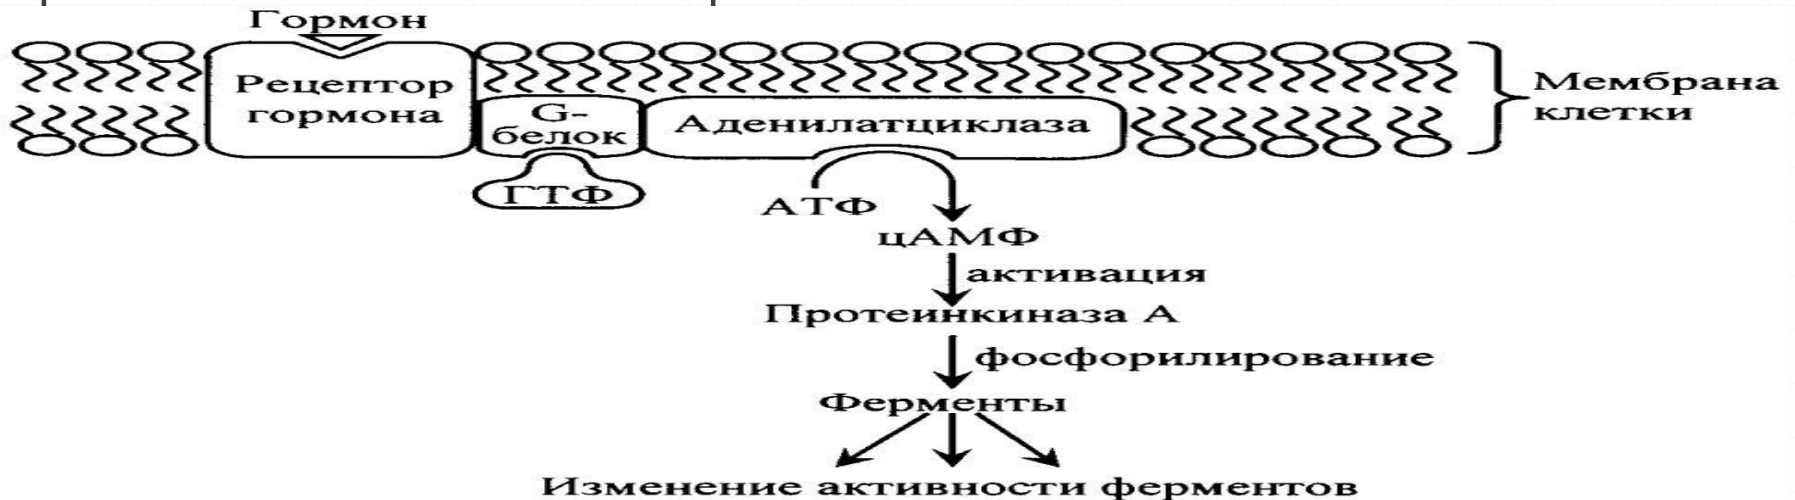 Гормон
Рецептор
гормона
G-
белок
Аденилатциклаза
Мембрана
клетки
ГТФ
АТФ
цАМФ
активация
Протеинкиназа А
фосфорилирование
Ферменты
Изменение активности ферментов